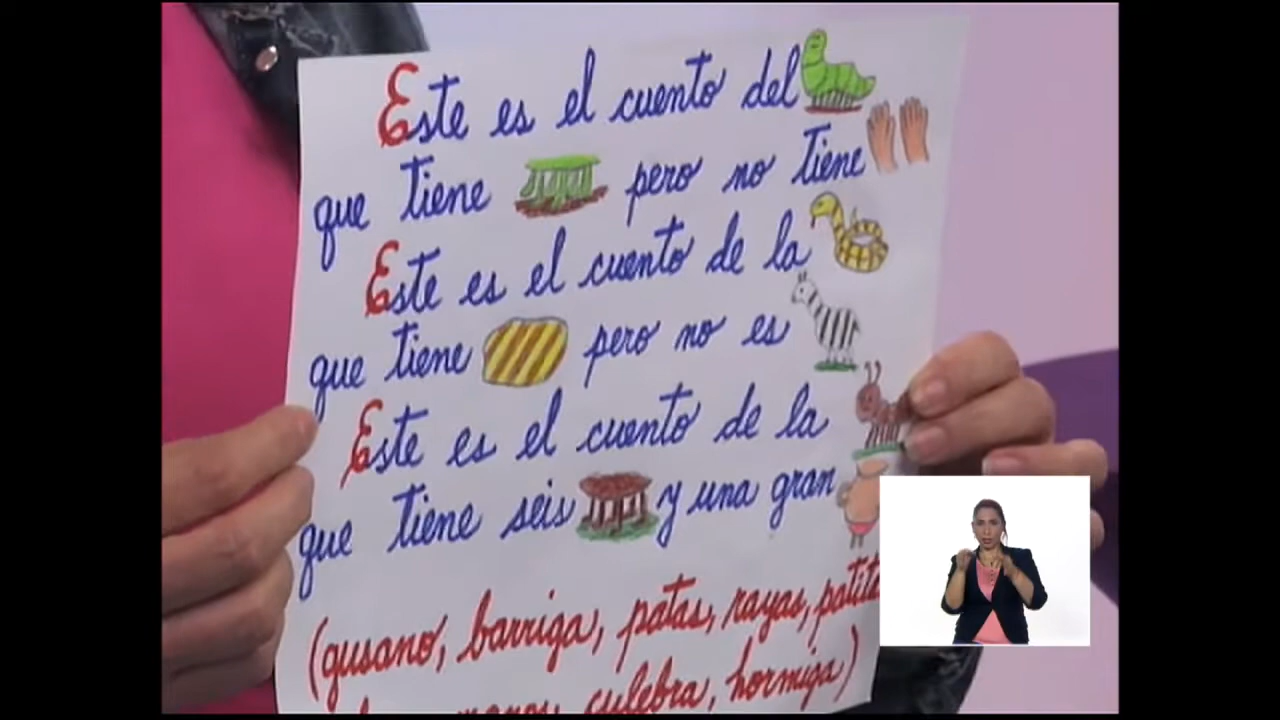 Este es el cuento del
que tiene pero no tiene
Este es el cuento de la
que tiene pero no es
Este es el cuento de la
que tiene seis y una gran
(gusano, barriga, patas, rayas,
culebra, hormiga)